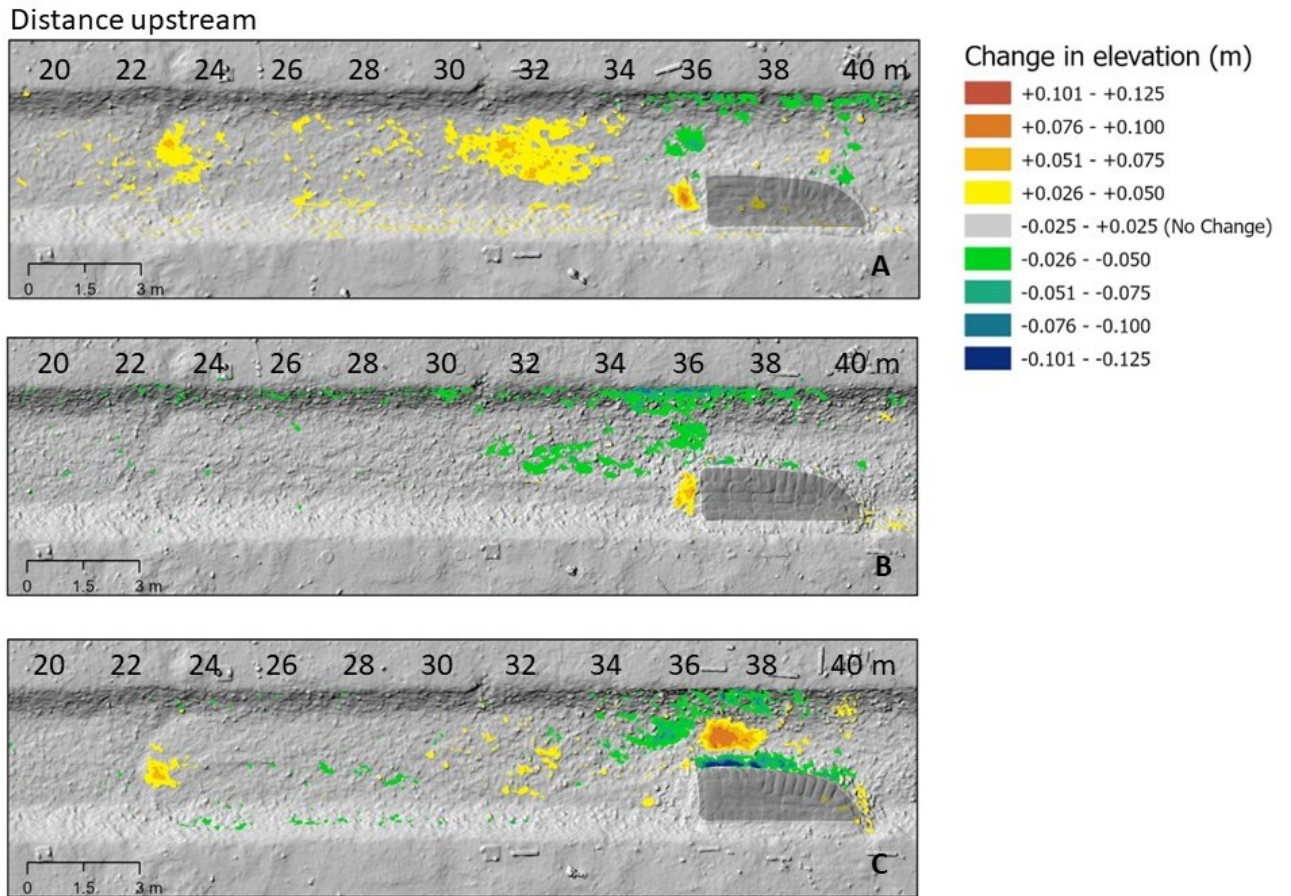 Distance upstream
20 22 24 26 28 30 32 34 36 38 40 m
0 1.5 3 m
A
20 22 24 26 28 30 32 34 36 38 40 m
0 1.5 3 m
B
20 22 24 26 28 30 32 34 36 38 40 m
0 1.5 3 m
C
Change in elevation (m)
+0.101 - +0.125
+0.076 - +0.100
+0.051 - +0.075
+0.026 - +0.050
-0.025 - +0.025 (No Change)
-0.026 - -0.050
-0.051 - -0.075
-0.076 - -0.100
-0.101 - -0.125